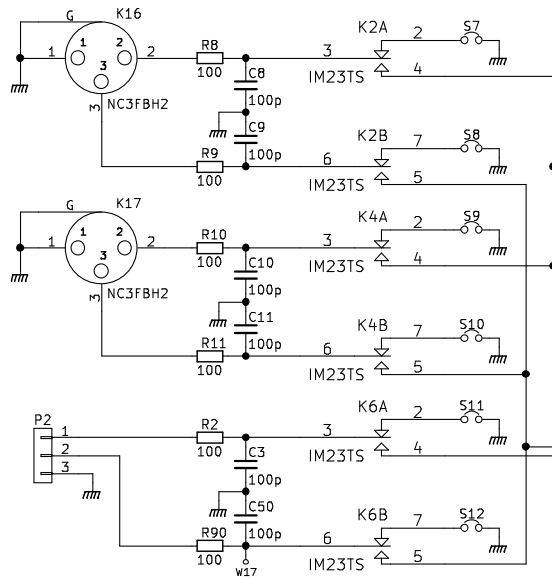 K16
G
1 2
3
1
2
3
NC3FBH2
R8
100
C8
100p
C9
100p
R9
100
K2A
3
2
4
IM23TS
S7
K2B
6
7
5
IM23TS
S8
K17
G
1 2
3
1
2
3
NC3FBH2
R10
100
C10
100p
C11
100p
R11
100
K4A
3
2
4
IM23TS
S9
K4B
6
7
5
IM23TS
S10
P2
1
2
3
R2
100
C3
100p
C50
100p
R90
100
W17
K6A
3
2
4
IM23TS
S11
K6B
6
7
5
IM23TS
S12